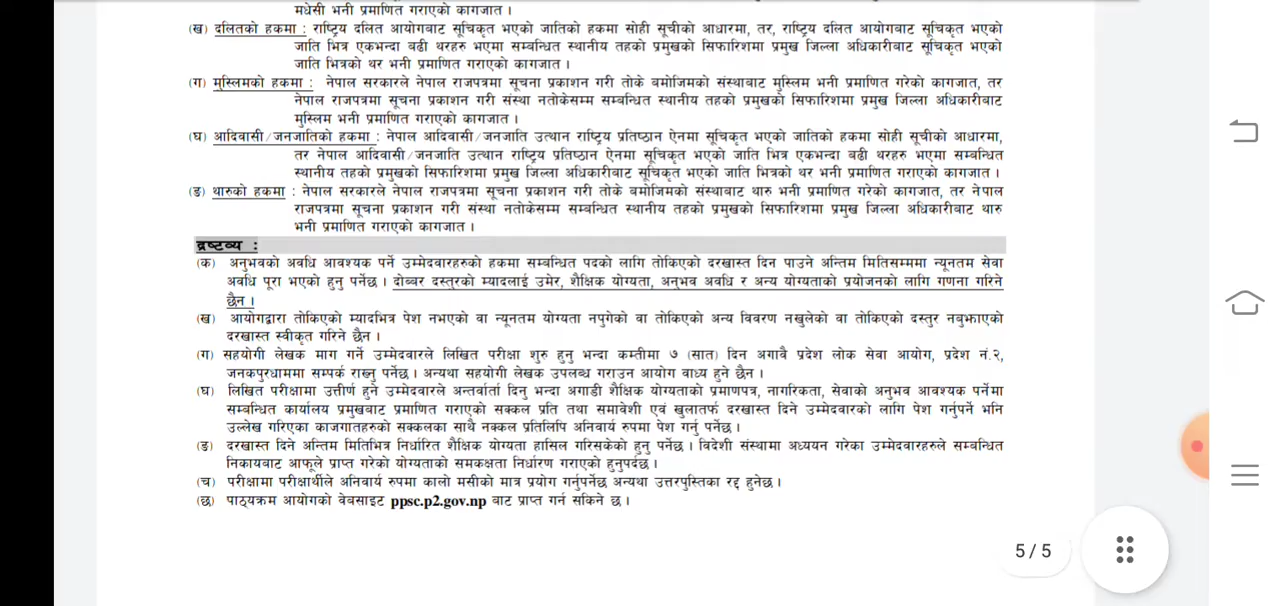 मधेसी भनी प्रमाणित गराएको कागजात ।
(ख) दलितको हकमा : राष्ट्रिय दलित आयोगबाट सूचिकृत भएको जातिको हकमा सोही सूचीको आधारमा, तर, राष्ट्रिय दलित आयोगबाट सूचिकृत भएको
जाति भित्र एकभन्दा बढी थरहरु भएमा सम्बन्धित स्थानीय तहको प्रमुखको सिफारिशमा प्रमुख जिल्ला अधिकारीबाट सूचिकृत भएको
जाति भित्रको थर भनी प्रमाणित गराएको कागजात ।
(ग) मुस्लिमको हकमा : नेपाल सरकारले नेपाल राजपत्रमा सूचना प्रकाशन गरी तोके बमोजिमको संस्थाबाट मुस्लिम भनी प्रमाणित गरेको कागजात, तर
नेपाल राजपत्रमा सूचना प्रकाशन गरी संस्था नतोकेसम्म सम्बन्धित स्थानीय तहको प्रमुखको सिफारिशमा प्रमुख जिल्ला अधिकारीबाट
मुस्लिम भनी प्रमाणित गराएको कागजात ।
(घ) आदिवासी/जनजातिको हकमा : नेपाल आदिवासी/जनजाति उत्थान राष्ट्रिय प्रतिष्ठान ऐनमा सूचिकृत भएको जातिको हकमा सोही सूचीको आधारमा,
तर नेपाल आदिवासी/जनजाति उत्थान राष्ट्रिय प्रतिष्ठान ऐनमा सूचिकृत भएको जाति भित्र एकभन्दा बढी थरहरु भएमा सम्बन्धित
स्थानीय तहको प्रमुखको सिफारिशमा प्रमुख जिल्ला अधिकारीबाट सूचिकृत भएको जाति भित्रको थर भनी प्रमाणित गराएको कागजात ।
(ङ) थारुको हकमा : नेपाल सरकारले नेपाल राजपत्रमा सूचना प्रकाशन गरी तोके बमोजिमको संस्थाबाट थारु भनी प्रमाणित गरेको कागजात, तर नेपाल
राजपत्रमा सूचना प्रकाशन गरी संस्था नतोकेसम्म सम्बन्धित स्थानीय तहको प्रमुखको सिफारिशमा प्रमुख जिल्ला अधिकारीबाट थारु
भनी प्रमाणित गराएको कागजात ।
द्रष्टव्य :
(क) अनुभवको अवधि आवश्यक पर्ने उम्मेदवारहरुको हकमा सम्बन्धित पदको लागि तोकिएको दरखास्त दिन पाउने अन्तिम मितिसम्ममा न्यूनतम सेवा
अवधि पूरा भएको हुनु पर्नेछ । दोब्बर दस्तुरको म्यादलाई उमेर, शैक्षिक योग्यता, अनुभव अवधि र अन्य योग्यताको प्रयोजनको लागि गणना गरिने
छैन ।
(ख) आयोगद्वारा तोकिएको म्यादभित्र पेश नभएको वा न्यूनतम योग्यता नपुगेको वा तोकिएको अन्य विवरण नखुलेको वा तोकिएको दस्तुर नबुझाएको
दरखास्त स्वीकृत गरिने छैन ।
(ग) सहयोगी लेखक माग गर्ने उम्मेदवारले लिखित परीक्षा शुरु हुनु भन्दा कम्तीमा ७ (सात) दिन अगावै प्रदेश लोक सेवा आयोग, प्रदेश नं.२,
जनकपुरधाममा सम्पर्क राख्नु पर्नेछ । अन्यथा सहयोगी लेखक उपलब्ध गराउन आयोग वाध्य हुने छैन ।
(घ) लिखित परीक्षामा उत्तीर्ण हुने उम्मेदवारले अन्तर्वार्ता दिनु भन्दा अगाडी शैक्षिक योग्यताको प्रमाणपत्र, नागरिकता, सेवाको अनुभव आवश्यक पर्नेमा
सम्बन्धित कार्यालय प्रमुखबाट प्रमाणित गराएको सक्कल प्रति तथा समावेशी एवं खुलातर्फ दरखास्त दिने उम्मेदवारको लागि पेश गर्नुपर्ने भनि
उल्लेख गरिएका काजगातहरुको सक्कलका साथै नक्कल प्रतिलिपि अनिवार्य रुपमा पेश गर्नु पर्नेछ ।
(ङ) दरखास्त दिने अन्तिम मितिभित्र निर्धारित शैक्षिक योग्यता हासिल गरिसकेको हुनु पर्नेछ । विदेशी संस्थामा अध्ययन गरेका उम्मेदवारहरुले सम्बन्धित
निकायबाट आफूले प्राप्त गरेको योग्यताको समकक्षता निर्धारण गराएको हुनुपर्दछ ।
(च) परीक्षामा परीक्षार्थीले अनिवार्य रुपमा कालो मसीको मात्र प्रयोग गर्नुपर्नेछ अन्यथा उत्तरपुस्तिका रद्द हुनेछ ।
(छ) पाठ्यक्रम आयोगको वेबसाइट ppsc.p2.gov.np बाट प्राप्त गर्न सकिने छ ।
5 / 5